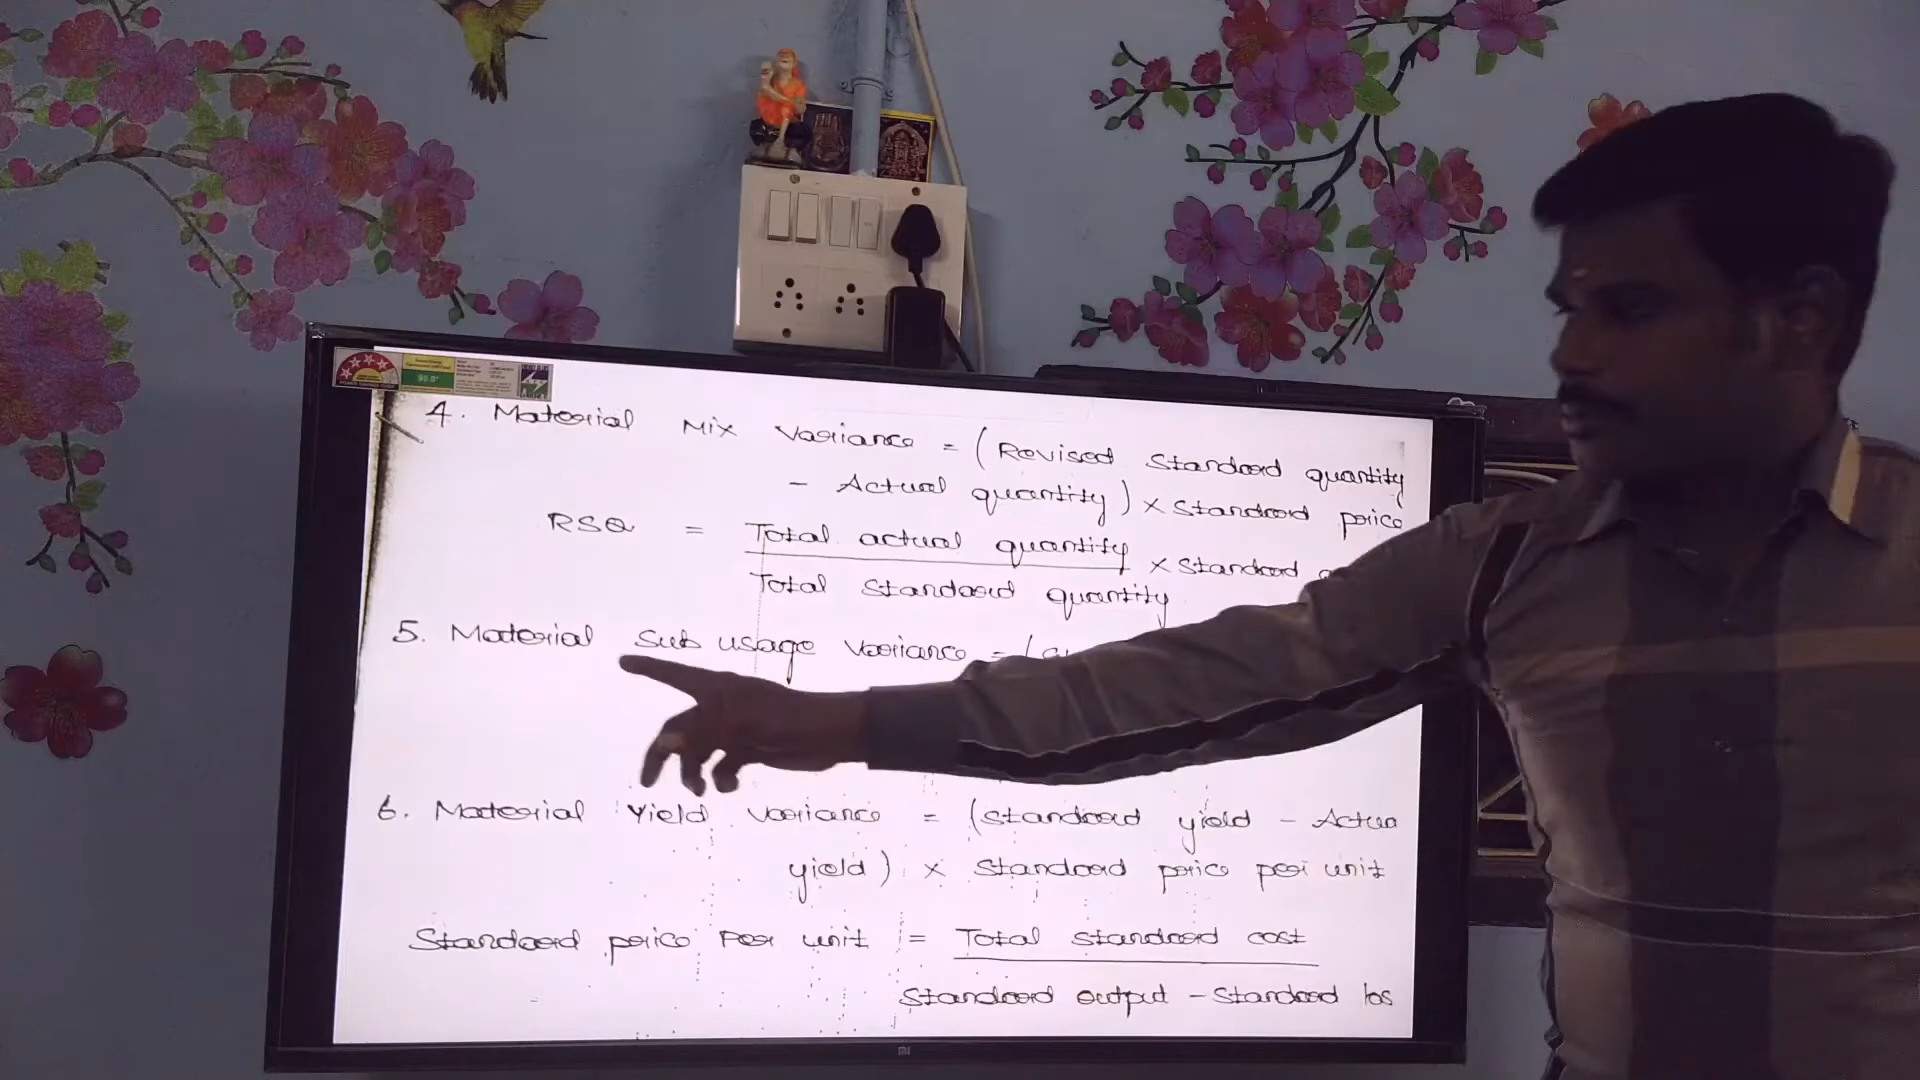 4. Material Mix Variance = (Revised Standard quantity
- Actual quantity) × Standard price
RSQ = Total actual quantity × Standard
Total Standard quantity
5. Material Sub usage Variance = (
6. Material Yield Variance = (Standard yield - Actua
yield) × Standard price per unit
Standard price Per unit = Total standard cost
Standard output - Standard los
mi